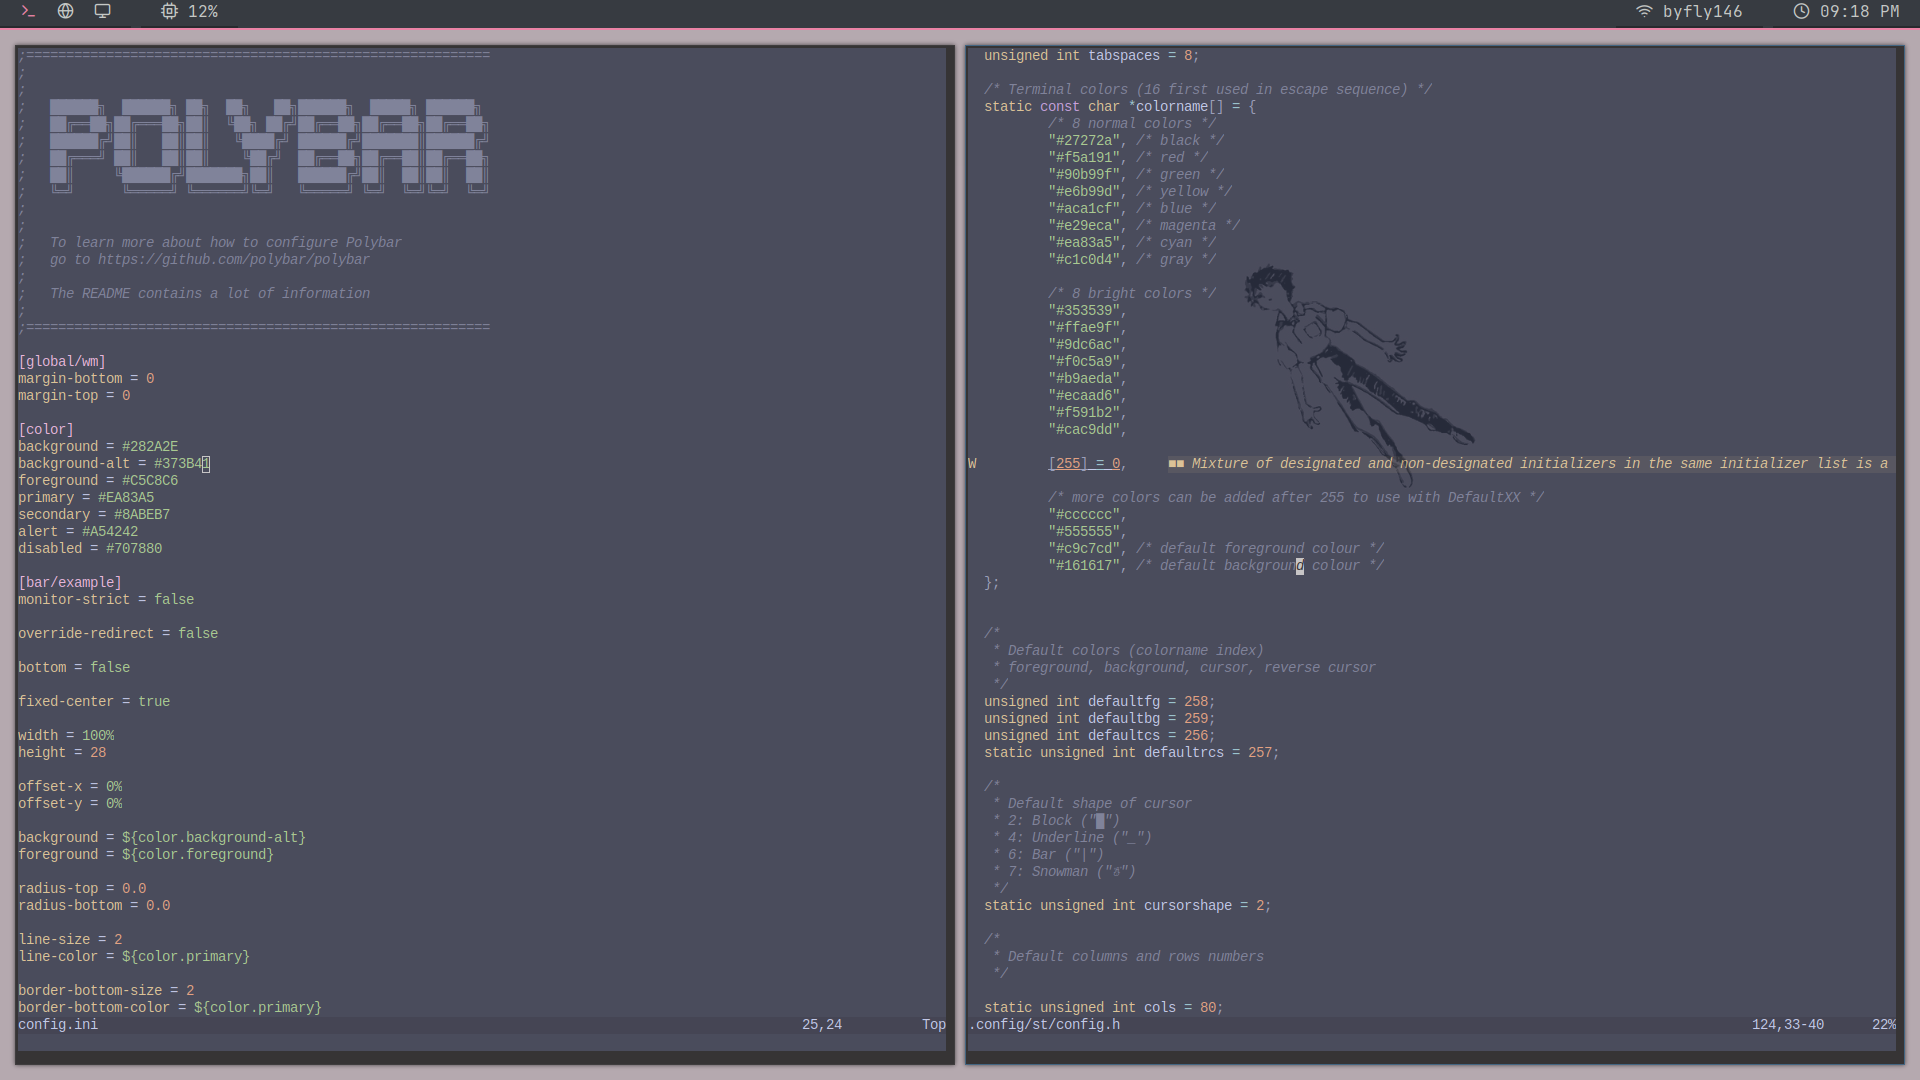 12%
byfly146
09:18 PM
;==========================================================
;
;
; POLYBAR
;
;
;
;
;
;
;
; To learn more about how to configure Polybar
; go to https://github.com/polybar/polybar
;
; The README contains a lot of information
;
;==========================================================
[global/wm]
margin-bottom = 0
margin-top = 0
[color]
background = #282A2E
background-alt = #373B41
foreground = #C5C8C6
primary = #EA83A5
secondary = #8ABEB7
alert = #A54242
disabled = #707880
[bar/example]
monitor-strict = false
override-redirect = false
bottom = false
fixed-center = true
width = 100%
height = 28
offset-x = 0%
offset-y = 0%
background = ${color.background-alt}
foreground = ${color.foreground}
radius-top = 0.0
radius-bottom = 0.0
line-size = 2
line-color = ${color.primary}
border-bottom-size = 2
border-bottom-color = ${color.primary}
config.ini 25,24 Top
unsigned int tabspaces = 8;
/* Terminal colors (16 first used in escape sequence) */
static const char *colorname[] = {
/* 8 normal colors */
"#27272a", /* black */
"#f5a191", /* red */
"#90b99f", /* green */
"#e6b99d", /* yellow */
"#aca1cf", /* blue */
"#e29eca", /* magenta */
"#ea83a5", /* cyan */
"#c1c0d4", /* gray */
/* 8 bright colors */
"#353539",
"#ffae9f",
"#9dc6ac",
"#f0c5a9",
"#b9aeda",
"#ecaad6",
"#f591b2",
"#cac9dd",
W [255] = 0, ■■ Mixture of designated and non-designated initializers in the same initializer list is a
/* more colors can be added after 255 to use with DefaultXX */
"#cccccc",
"#555555",
"#c9c7cd", /* default foreground colour */
"#161617", /* default background colour */
};
/*
* Default colors (colorname index)
* foreground, background, cursor, reverse cursor
*/
unsigned int defaultfg = 258;
unsigned int defaultbg = 259;
unsigned int defaultcs = 256;
static unsigned int defaultrcs = 257;
/*
* Default shape of cursor
* 2: Block ("█")
* 4: Underline ("_")
* 6: Bar ("|")
* 7: Snowman ("☃")
*/
static unsigned int cursorshape = 2;
/*
* Default columns and rows numbers
*/
static unsigned int cols = 80;
.config/st/config.h 124,33-40 22%